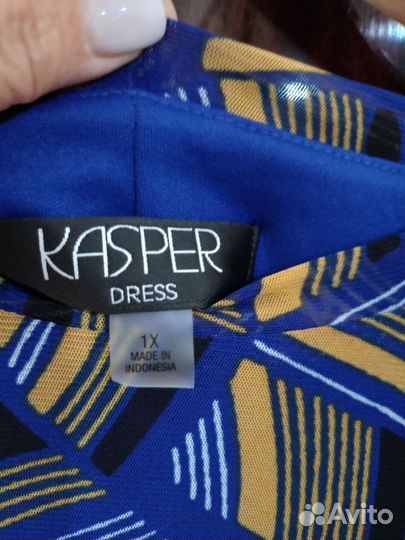 KASPER
DRESS
1X
MADE IN
INDONESIA
Avito